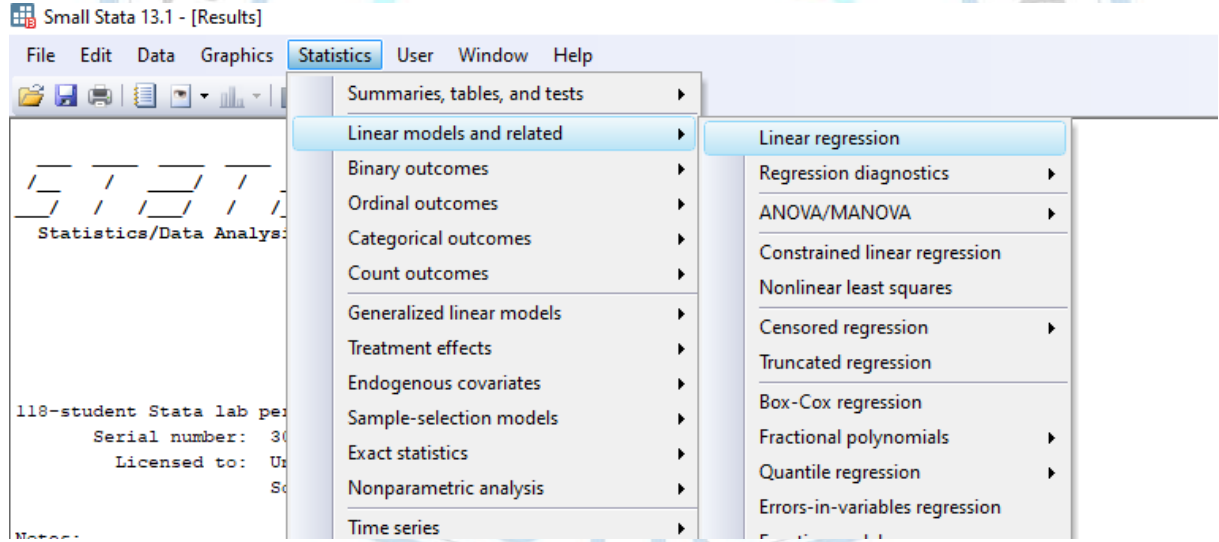 Small Stata 13.1 - [Results]
File Edit Data Graphics Statistics User Window Help
Summaries, tables, and tests
Linear models and related
Binary outcomes
Ordinal outcomes
Categorical outcomes
Count outcomes
Generalized linear models
Treatment effects
Endogenous covariates
Sample-selection models
Exact statistics
Nonparametric analysis
Time series
Linear regression
Regression diagnostics
ANOVA/MANOVA
Constrained linear regression
Nonlinear least squares
Censored regression
Truncated regression
Box-Cox regression
Fractional polynomials
Quantile regression
Errors-in-variables regression
Statistics/Data
118-student Stata lab
Serial number: 30
Licensed to:
Notes: